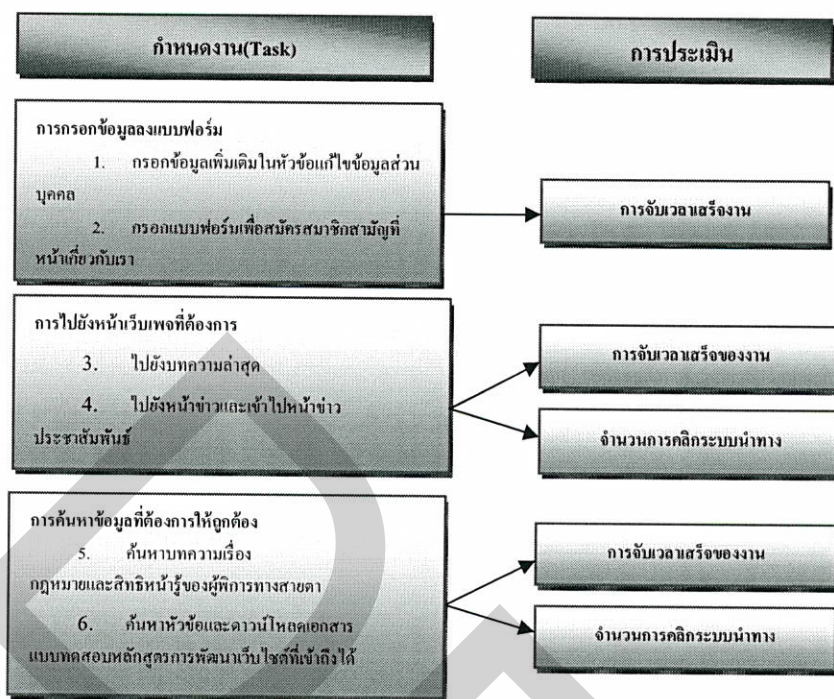 กำหนดงาน(Task)
การประเมิน
การกรอกข้อมูลลงแบบฟอร์ม
1. กรอกข้อมูลเพิ่มเติมในหัวข้อแก้ไขข้อมูลส่วน
บุคคล
2. กรอกแบบฟอร์มเพื่อสมัครสมาชิกสามัญที่
หน้าเกี่ยวกับเรา
การจับเวลาเสร็จงาน
การไปยังหน้าเว็บเพจที่ต้องการ
3. ไปยังบทความล่าสุด
4. ไปยังหน้าข่าวและเข้าไปหน้าข่าว
ประชาสัมพันธ์
การจับเวลาเสร็จของงาน
จำนวนการคลิกระบบนำทาง
การค้นหาข้อมูลที่ต้องการให้ถูกต้อง
5. ค้นหาบทความเรื่อง
กฎหมายและสิทธิหน้ารู้ของผู้พิการทางสายตา
6. ค้นหาหัวข้อและดาวน์โหลดเอกสาร
แบบทดสอบหลักสูตรการพัฒนาเว็บไซต์ที่เข้าถึงได้
การจับเวลาเสร็จของงาน
จำนวนการคลิกระบบนำทาง